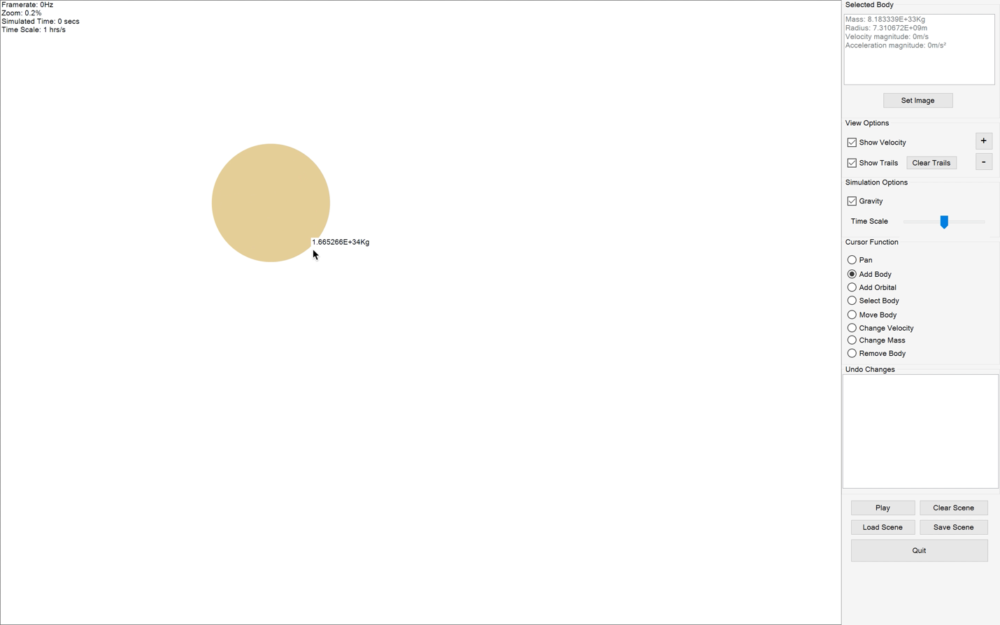 Framerate: 0Hz
Zoom: 0.2%
Simulated Time: 0 secs
Time Scale: 1 hrs/s
1.665266E+34Kg
Selected Body
Mass: 8.183339E+33Kg
Radius: 7.310672E+09m
Velocity magnitude: 0m/s
Acceleration magnitude: 0m/s²
Set Image
View Options
Show Velocity
+
Show Trails
Clear Trails
-
Simulation Options
Gravity
Time Scale
Cursor Function
Pan
Add Body
Add Orbital
Select Body
Move Body
Change Velocity
Change Mass
Remove Body
Undo Changes
Play
Clear Scene
Load Scene
Save Scene
Quit